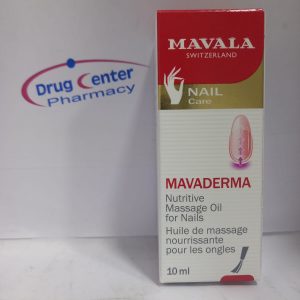 Drug Center
Pharmacy
MAVALA
SWITZERLAND
NAIL
Care
MAVADERMA
Nutritive
Massage Oil
for Nails
Huile de massage
nourrissante
pour les ongles
10 ml